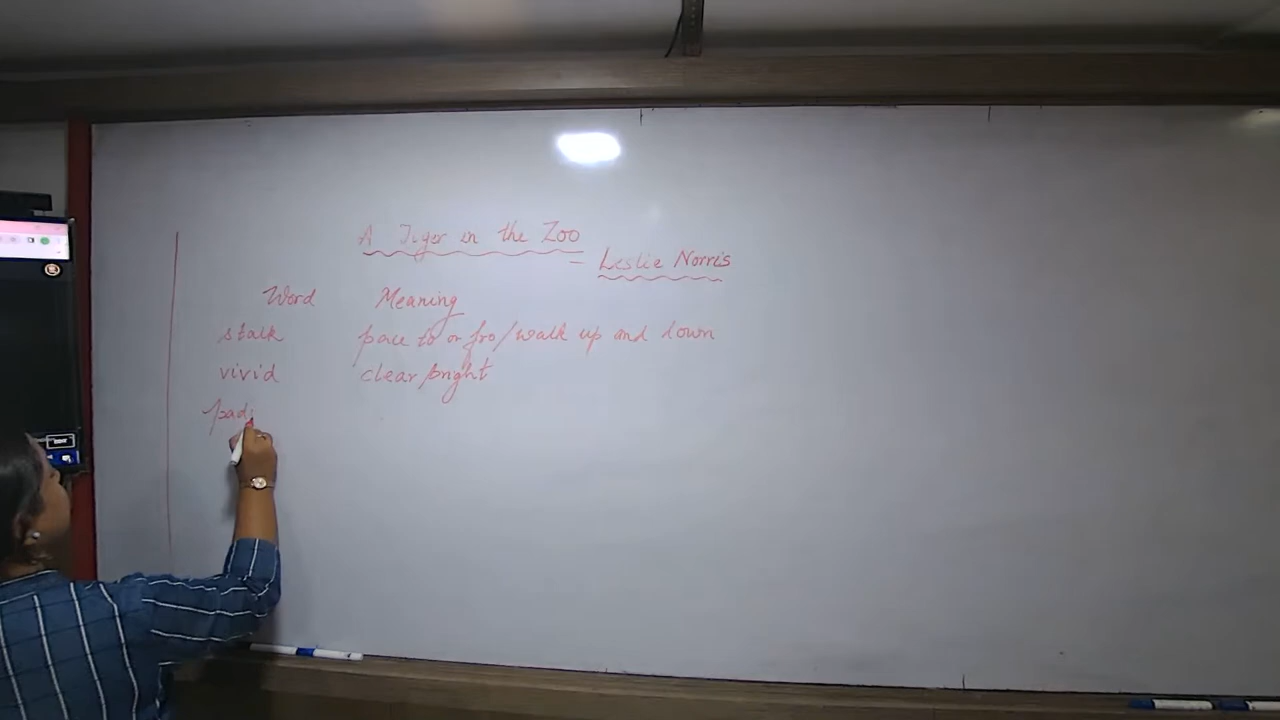 A Tiger in the Zoo
- Leslie Norris
Word Meaning
stalk pace to or fro/walk up and down
vivid clear/bright
pad